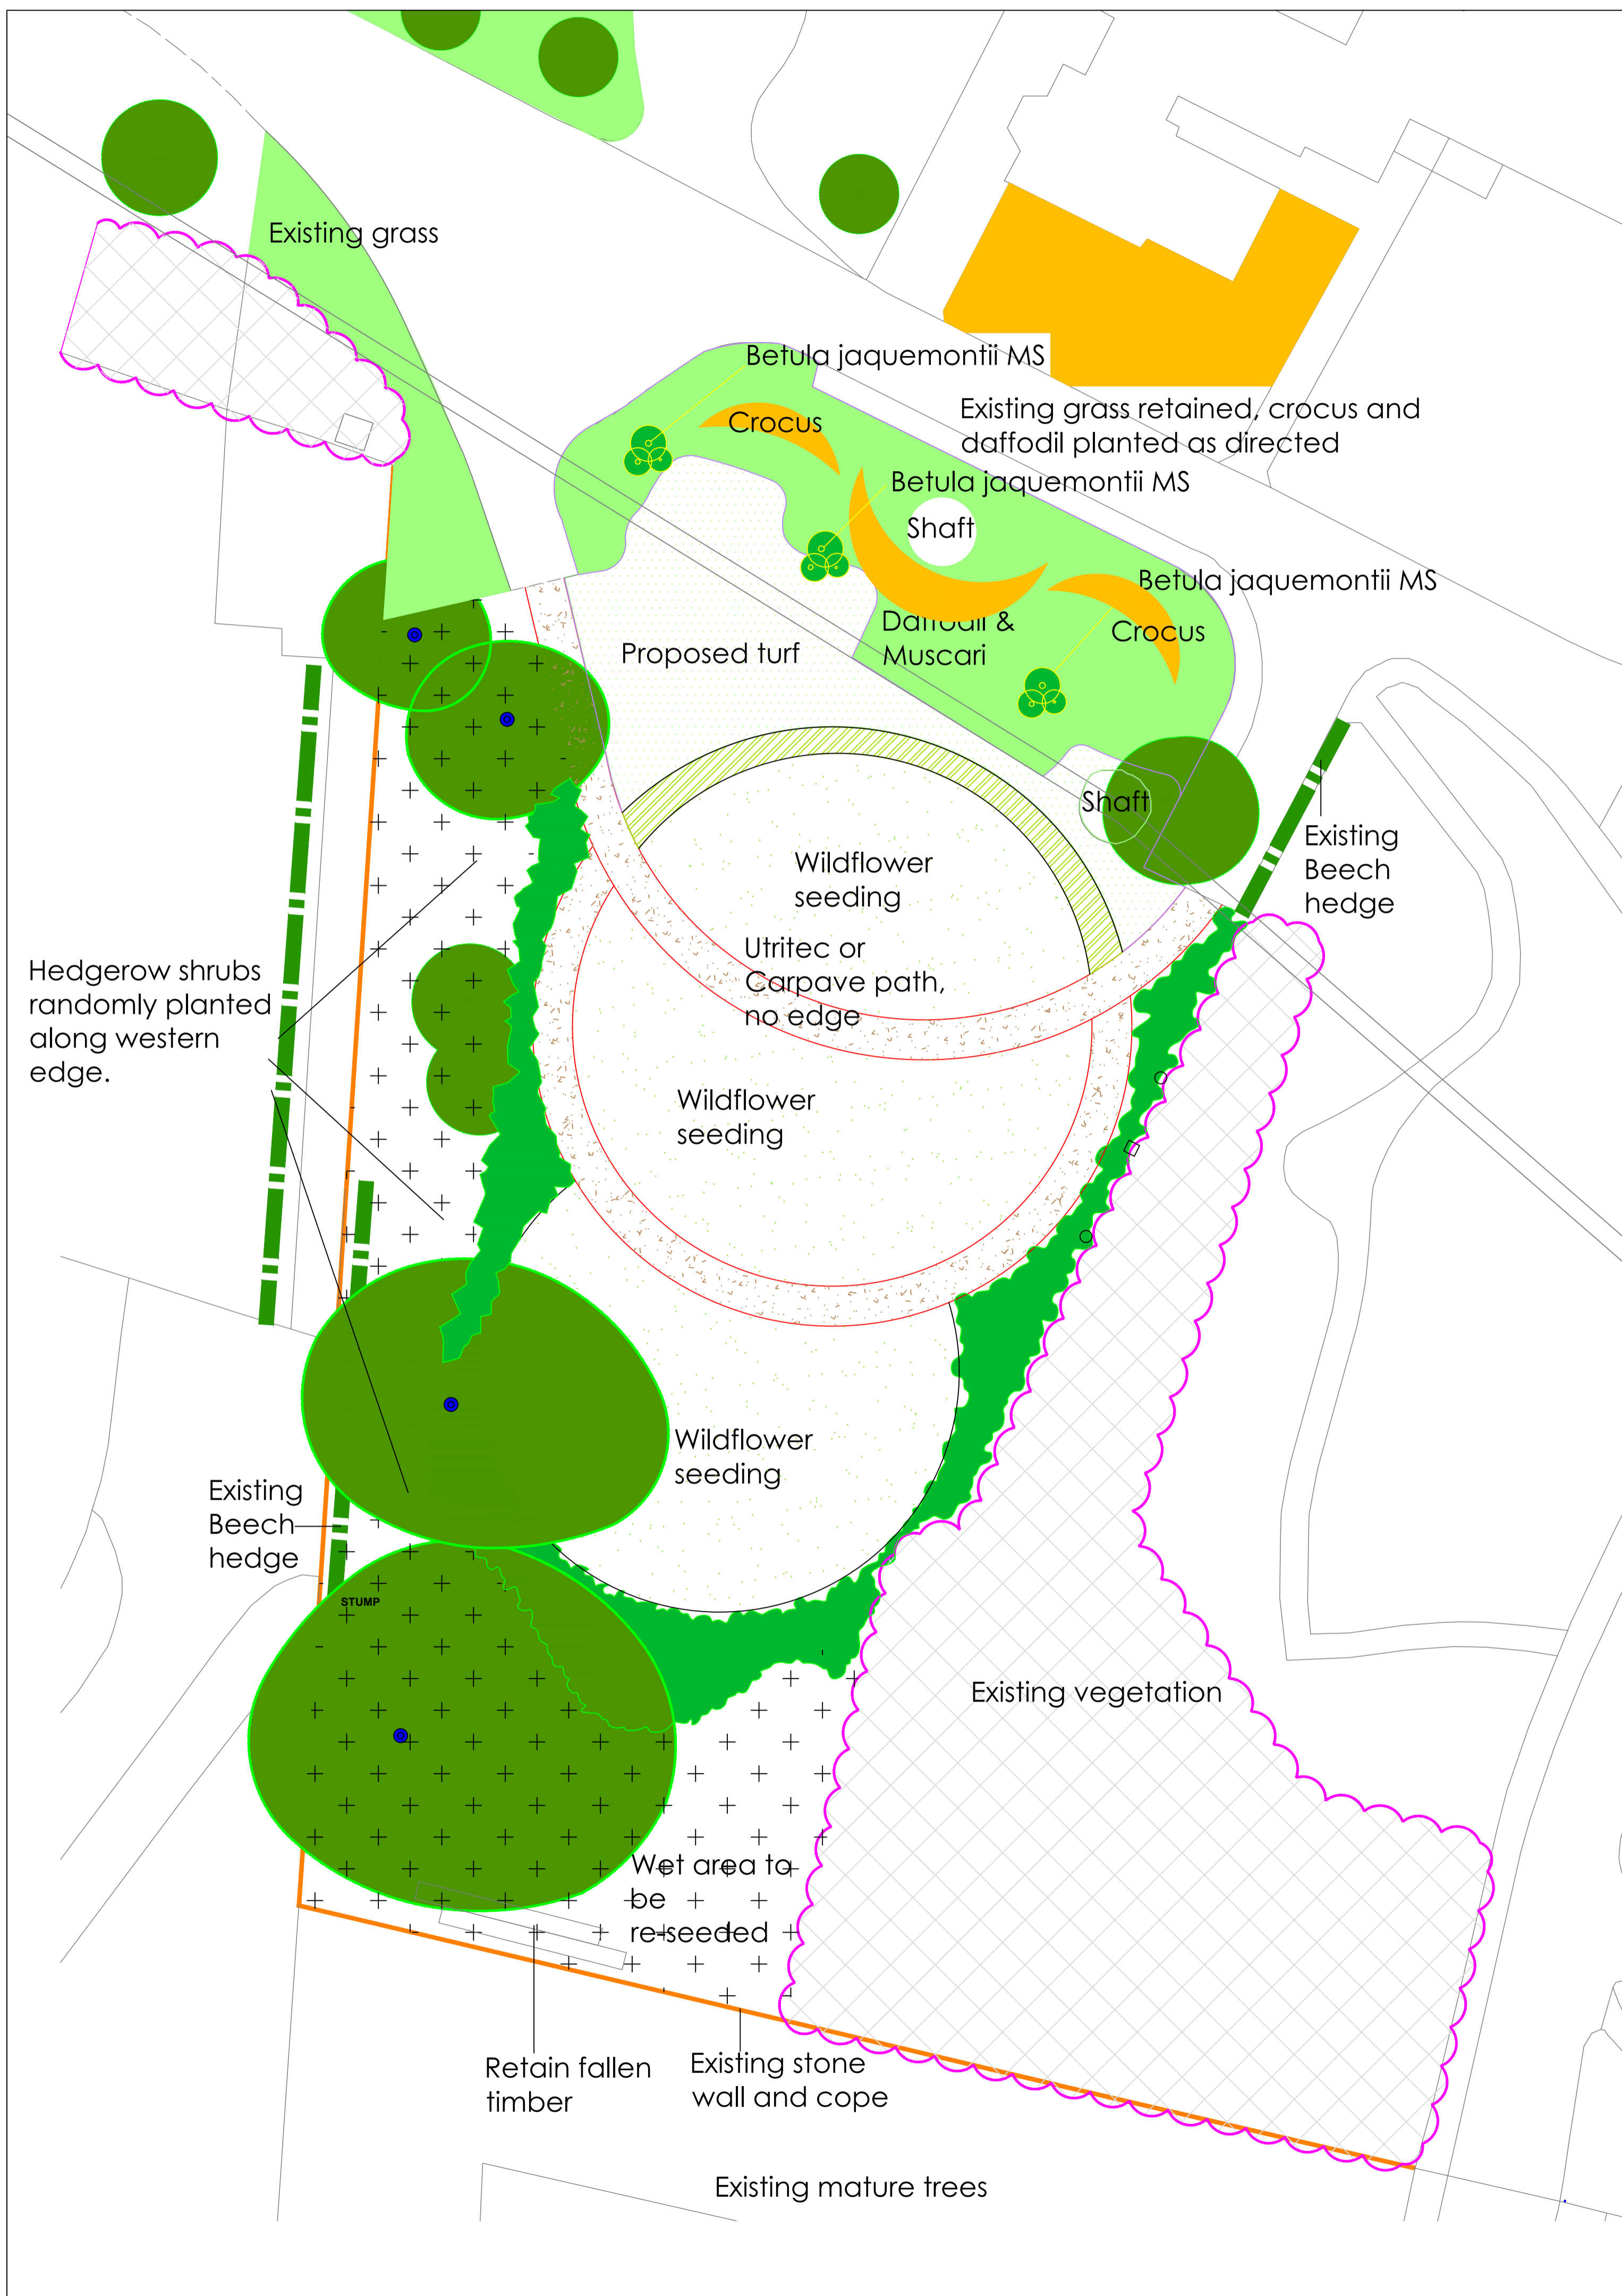 Existing grass
Betula jaquemontii MS
Crocus
Existing grass retained, crocus and
daffodil planted as directed
Betula jaquemontii MS
Shaft
Betula jaquemontii MS
Daffodil &
Muscari
Crocus
Proposed turf
Shaft
Existing
Beech
hedge
Wildflower
seeding
Utritec or
Carpave path,
no edge
Hedgerow shrubs
randomly planted
along western
edge.
Wildflower
seeding
Wildflower
seeding
Existing
Beech
hedge
STUMP
Existing vegetation
Wet area to
be
re-seeded
Retain fallen
timber
Existing stone
wall and cope
Existing mature trees